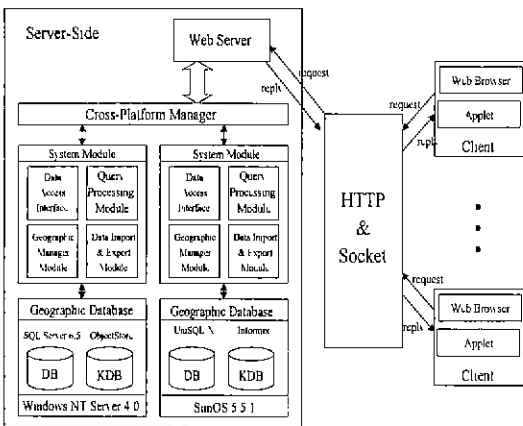 Server-Side
Web Server
request
reply
Cross-Platform Manager
System Module
Data
Access
Interface
Query
Processing
Module
Geographic
Manager
Module
Data Import
& Export
Module
Geographic Database
SQL Server 6.5
ObjectStore
DB
KDB
Windows NT Server 4.0
System Module
Data
Access
Interface
Query
Processing
Module
Geographic
Manager
Module
Data Import
& Export
Module
Geographic Database
UniSQL/X
Informix
DB
KDB
SunOS 5.5.1
HTTP
&
Socket
request
reply
Web Browser
Applet
Client
request
reply
Web Browser
Applet
Client